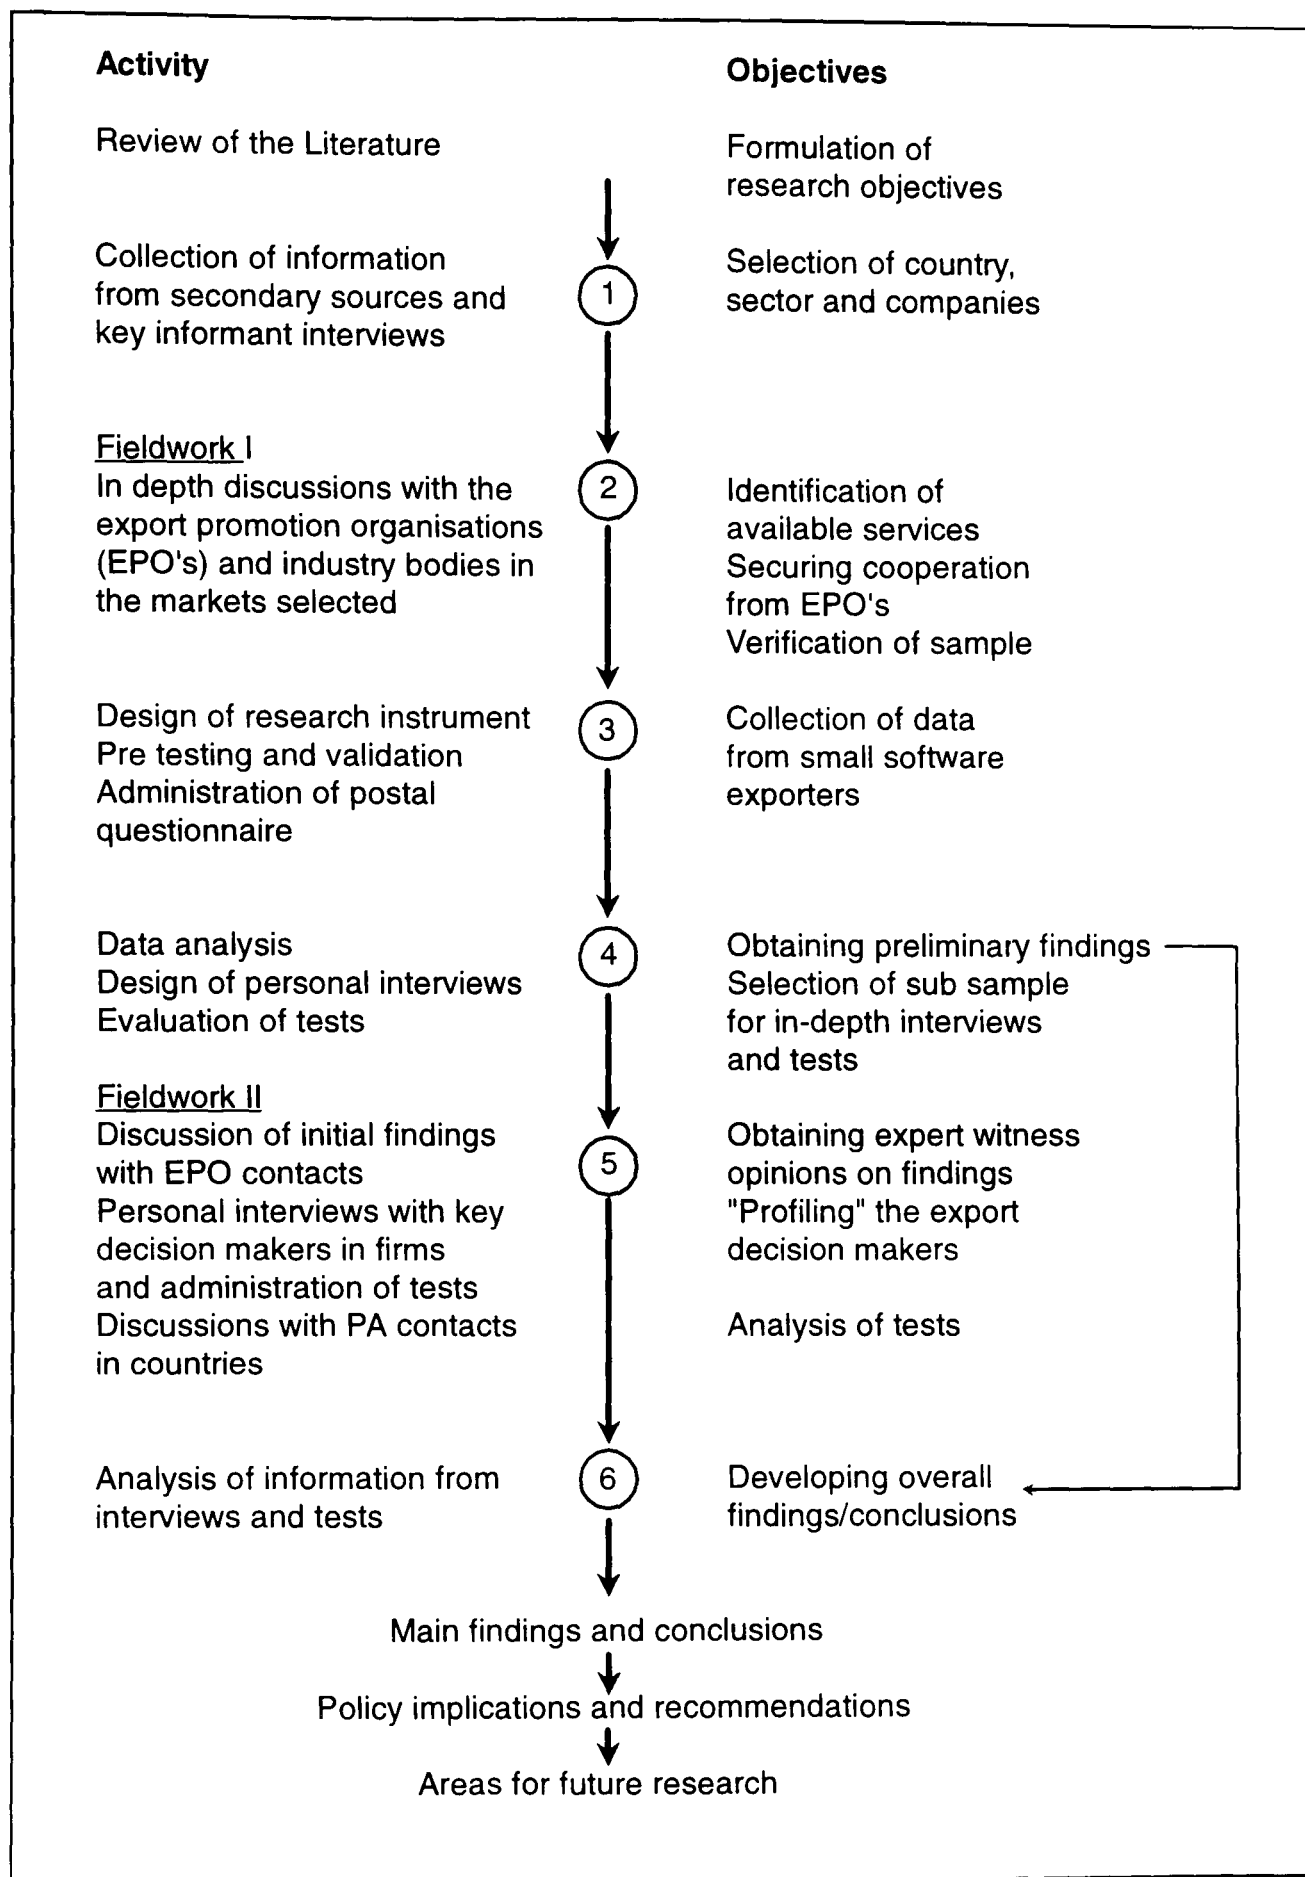 Activity
Objectives
Review of the Literature
Formulation of
research objectives
Collection of information
from secondary sources and
key informant interviews
1
Selection of country,
sector and companies
Fieldwork I
In depth discussions with the
export promotion organisations
(EPO's) and industry bodies in
the markets selected
2
Identification of
available services
Securing cooperation
from EPO's
Verification of sample
Design of research instrument
Pre testing and validation
Administration of postal
questionnaire
3
Collection of data
from small software
exporters
Data analysis
Design of personal interviews
Evaluation of tests
4
Obtaining preliminary findings
Selection of sub sample
for in-depth interviews
and tests
Fieldwork II
Discussion of initial findings
with EPO contacts
Personal interviews with key
decision makers in firms
and administration of tests
Discussions with PA contacts
in countries
5
Obtaining expert witness
opinions on findings
"Profiling" the export
decision makers
Analysis of tests
Analysis of information from
interviews and tests
6
Developing overall
findings/conclusions
Main findings and conclusions
Policy implications and recommendations
Areas for future research